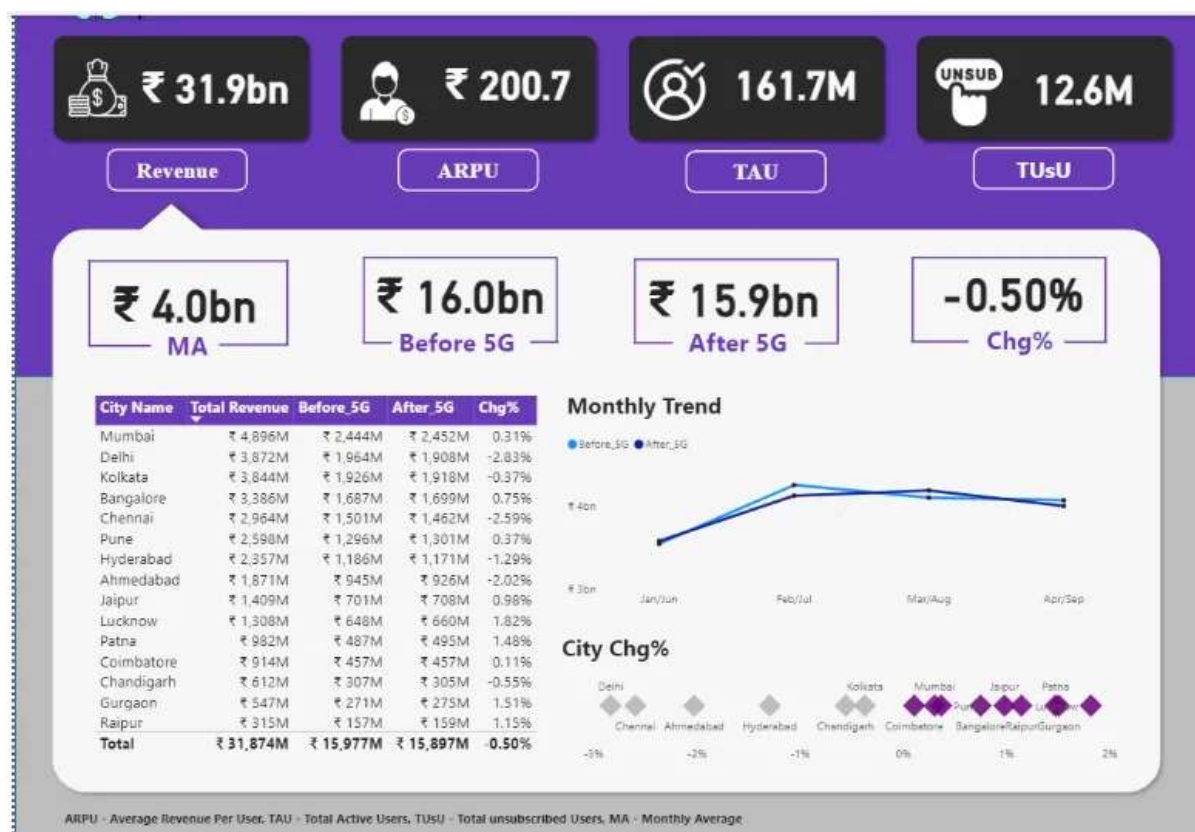 ₹ 31.9bn
₹ 200.7
161.7M
UNSUB
12.6M
Revenue
ARPU
TAU
TUsU
₹ 4.0bn
MA
₹ 16.0bn
Before 5G
₹ 15.9bn
After 5G
-0.50%
Chg%
City Name Total Revenue Before_5G After_5G Chg%
Mumbai ₹ 4,896M ₹ 2,444M ₹ 2,452M 0.31%
Delhi ₹ 3,872M ₹ 1,964M ₹ 1,908M -2.83%
Kolkata ₹ 3,844M ₹ 1,926M ₹ 1,918M -0.37%
Bangalore ₹ 3,386M ₹ 1,687M ₹ 1,699M 0.75%
Chennai ₹ 2,964M ₹ 1,501M ₹ 1,462M -2.59%
Pune ₹ 2,598M ₹ 1,296M ₹ 1,301M 0.37%
Hyderabad ₹ 2,357M ₹ 1,186M ₹ 1,171M -1.29%
Ahmedabad ₹ 1,871M ₹ 945M ₹ 926M -2.02%
Jaipur ₹ 1,409M ₹ 701M ₹ 708M 0.98%
Lucknow ₹ 1,308M ₹ 648M ₹ 660M 1.82%
Patna ₹ 982M ₹ 487M ₹ 495M 1.48%
Coimbatore ₹ 914M ₹ 457M ₹ 457M 0.11%
Chandigarh ₹ 612M ₹ 307M ₹ 305M -0.55%
Gurgaon ₹ 547M ₹ 271M ₹ 275M 1.51%
Raipur ₹ 315M ₹ 157M ₹ 159M 1.15%
Total ₹ 31,874M ₹ 15,977M ₹ 15,897M -0.50%
Monthly Trend
Before_5G After_5G
₹ 4bn
₹ 3bn
Jan/Jun Feb/Jul Mar/Aug Apr/Sep
City Chg%
Delhi Kolkata Mumbai Jaipur Patna
Chennai Ahmedabad Hyderabad Chandigarh Coimbatore Bangalore Raipur Gurgaon
-3% -2% -1% 0% 1% 2%
ARPU - Average Revenue Per User, TAU - Total Active Users, TUsU - Total unsubscribed Users, MA - Monthly Average